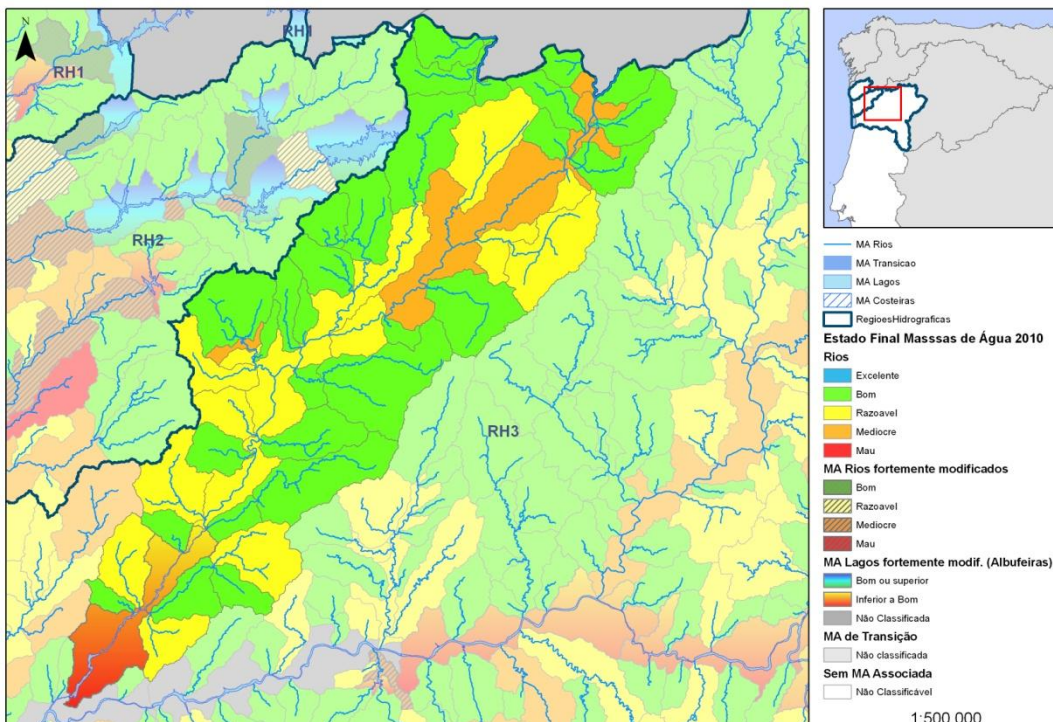 N
RH1
RH1
RH2
RH3
MA Rios
MA Transicao
MA Lagos
MA Costeiras
RegioesHidrograficas
Estado Final Masssas de Água 2010
Rios
Excelente
Bom
Razoavel
Mediocre
Mau
MA Rios fortemente modificados
Bom
Razoavel
Mediocre
Mau
MA Lagos fortemente modif. (Albufeiras)
Bom ou superior
Inferior a Bom
Não Classificada
MA de Transição
Não classificada
Sem MA Associada
Não Classificável
1:500.000